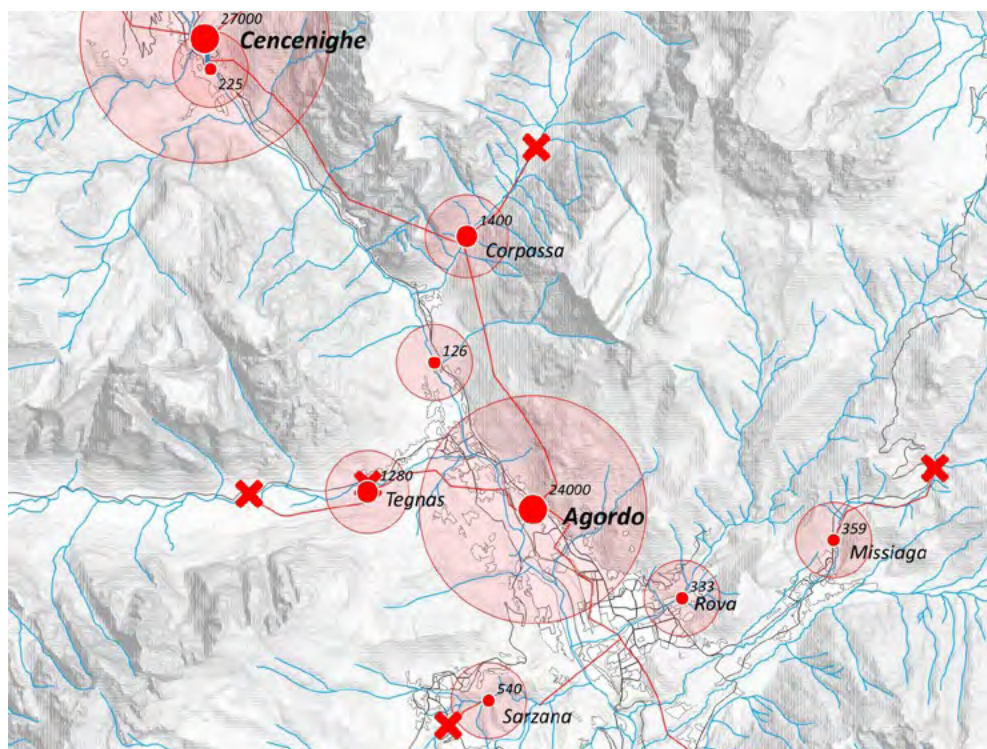 27000
Cencenighe
225
1400
Corpassa
126
1280
Tegnas
24000
Agordo
359
Missiaga
333
Rova
540
Sarzana